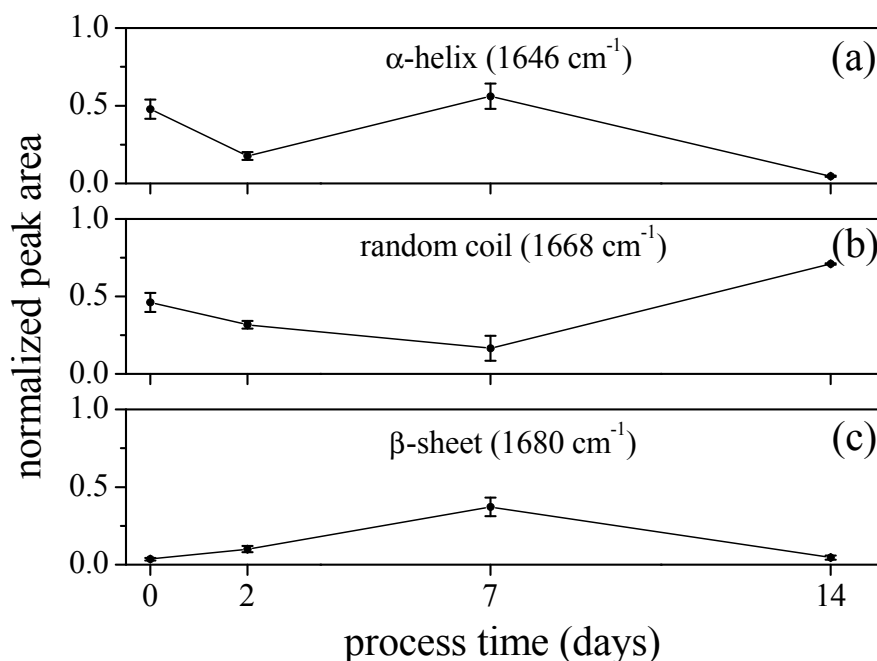 1.0
α-helix (1646 cm⁻¹)
(a)
0.5
0.0
1.0
random coil (1668 cm⁻¹)
(b)
0.5
0.0
1.0
β-sheet (1680 cm⁻¹)
(c)
0.5
0.0
0 2 7 14
process time (days)
normalized peak area